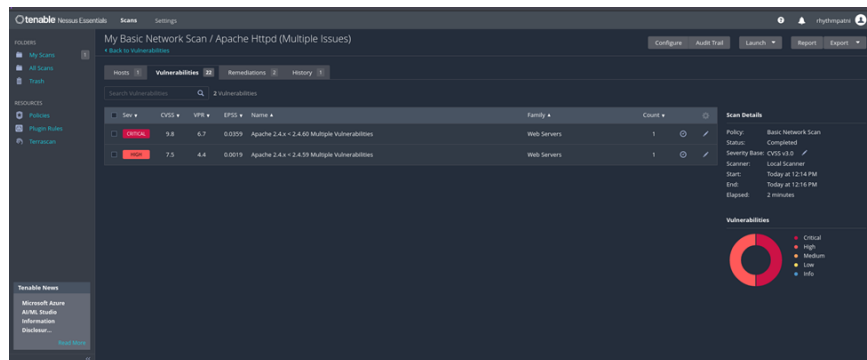 tenable Nessus Essentials Scans Settings rhythmpatni
FOLDERS
My Scans 1
All Scans
Trash
RESOURCES
Policies
Plugin Rules
Terrascan
Tenable News
Microsoft Azure
AI/ML Studio
Information
Disclosur...
Read More
My Basic Network Scan / Apache Httpd (Multiple Issues)
Back to Vulnerabilities
Configure Audit Trail Launch Report Export
Hosts 1 Vulnerabilities 22 Remediations 2 History 1
Search Vulnerabilities 2 Vulnerabilities
Sev CVSS VPR EPSS Name Family Count
CRITICAL 9.8 6.7 0.0359 Apache 2.4.x < 2.4.60 Multiple Vulnerabilities Web Servers 1
HIGH 7.5 4.4 0.0019 Apache 2.4.x < 2.4.59 Multiple Vulnerabilities Web Servers 1
Scan Details
Policy: Basic Network Scan
Status: Completed
Severity Base: CVSS v3.0
Scanner: Local Scanner
Start: Today at 12:14 PM
End: Today at 12:16 PM
Elapsed: 2 minutes
Vulnerabilities
Critical
High
Medium
Low
Info